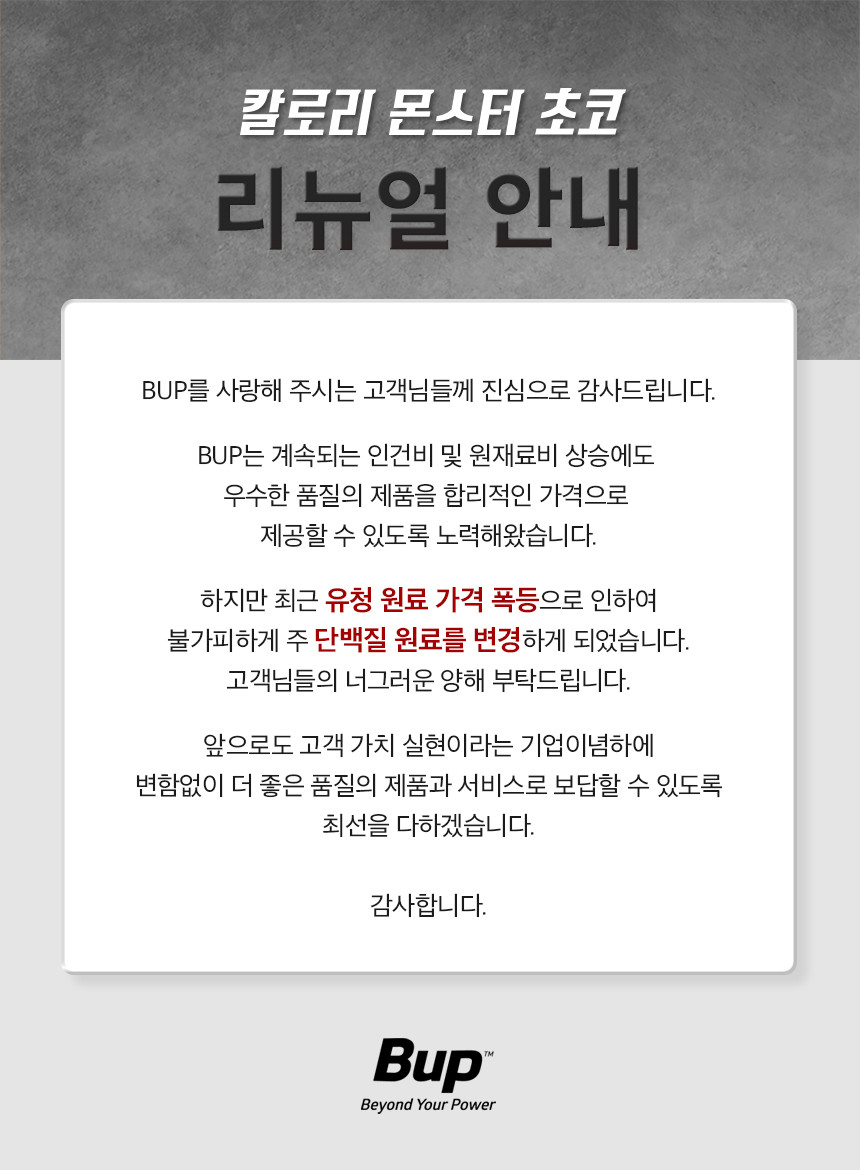 칼로리 몬스터 초코
리뉴얼 안내
BUP를 사랑해 주시는 고객님들께 진심으로 감사드립니다.
BUP는 계속되는 인건비 및 원재료비 상승에도
우수한 품질의 제품을 합리적인 가격으로
제공할 수 있도록 노력해왔습니다.
하지만 최근 유청 원료 가격 폭등으로 인하여
불가피하게 주 단백질 원료를 변경하게 되었습니다.
고객님들의 너그러운 양해 부탁드립니다.
앞으로도 고객 가치 실현이라는 기업이념하에
변함없이 더 좋은 품질의 제품과 서비스로 보답할 수 있도록
최선을 다하겠습니다.
감사합니다.
Bup™
Beyond Your Power